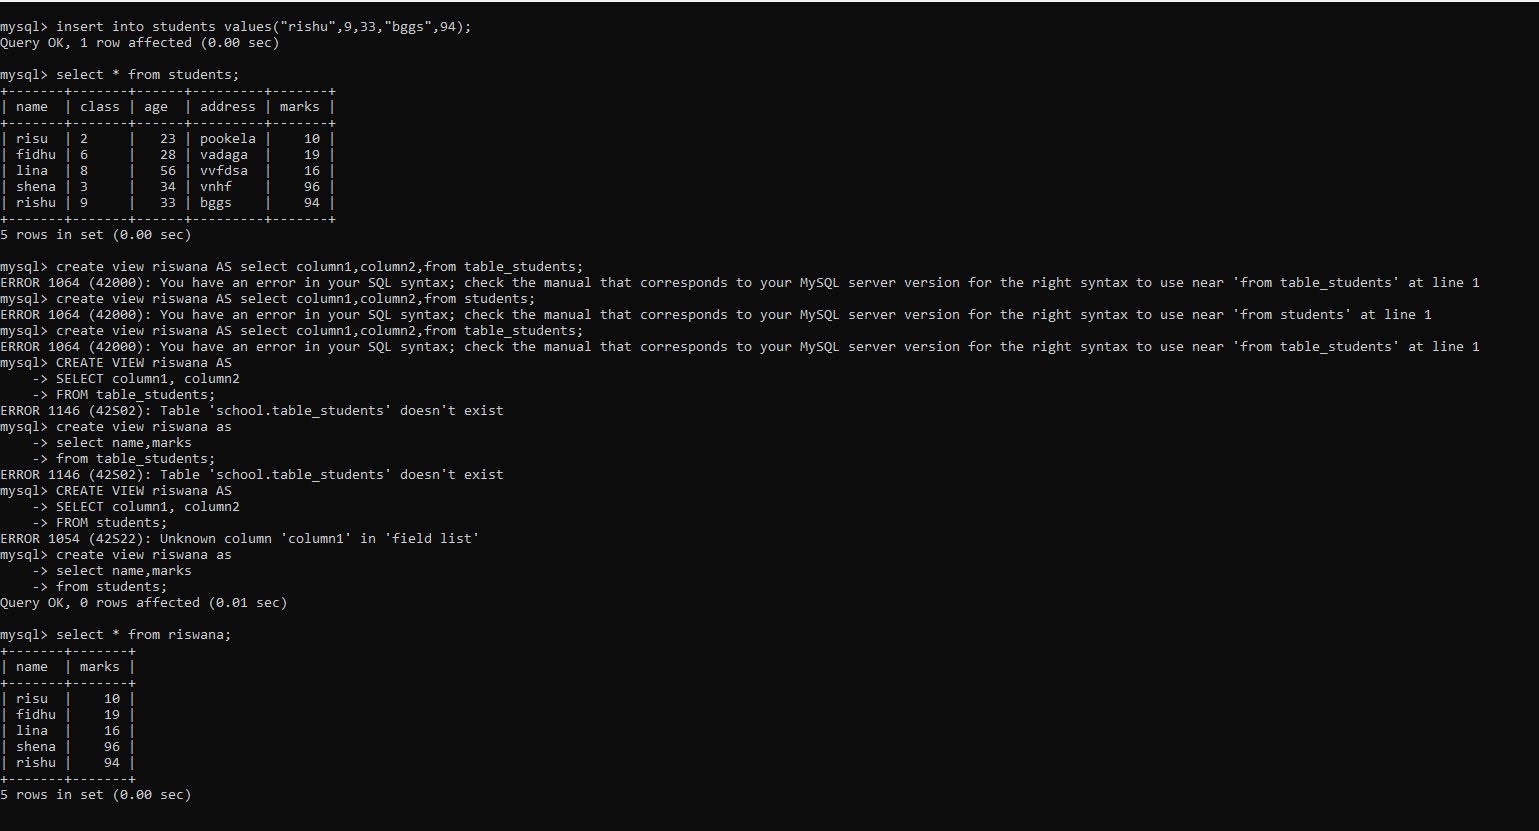 mysql> insert into students values("rishu",9,33,"bggs",94);
Query OK, 1 row affected (0.00 sec)

mysql> select * from students;
+-------+-------+------+---------+-------+
| name  | class | age  | address | marks |
+-------+-------+------+---------+-------+
| risu  | 2     |   23 | pookela |    10 |
| fidhu | 6     |   28 | vadaga  |    19 |
| lina  | 8     |   56 | vvfdsa  |    16 |
| shena | 3     |   34 | vnhf    |    96 |
| rishu | 9     |   33 | bggs    |    94 |
+-------+-------+------+---------+-------+
5 rows in set (0.00 sec)

mysql> create view riswana AS select column1,column2,from table_students;
ERROR 1064 (42000): You have an error in your SQL syntax; check the manual that corresponds to your MySQL server version for the right syntax to use near 'from table_students' at line 1
mysql> create view riswana AS select column1,column2,from students;
ERROR 1064 (42000): You have an error in your SQL syntax; check the manual that corresponds to your MySQL server version for the right syntax to use near 'from students' at line 1
mysql> create view riswana AS select column1,column2,from table_students;
ERROR 1064 (42000): You have an error in your SQL syntax; check the manual that corresponds to your MySQL server version for the right syntax to use near 'from table_students' at line 1
mysql> CREATE VIEW riswana AS
    -> SELECT column1, column2
    -> FROM table_students;
ERROR 1146 (42S02): Table 'school.table_students' doesn't exist
mysql> create view riswana as
    -> select name,marks
    -> from table_students;
ERROR 1146 (42S02): Table 'school.table_students' doesn't exist
mysql> CREATE VIEW riswana AS
    -> SELECT column1, column2
    -> FROM students;
ERROR 1054 (42S22): Unknown column 'column1' in 'field list'
mysql> create view riswana as
    -> select name,marks
    -> from students;
Query OK, 0 rows affected (0.01 sec)

mysql> select * from riswana;
+-------+-------+
| name  | marks |
+-------+-------+
| risu  |    10 |
| fidhu |    19 |
| lina  |    16 |
| shena |    96 |
| rishu |    94 |
+-------+-------+
5 rows in set (0.00 sec)